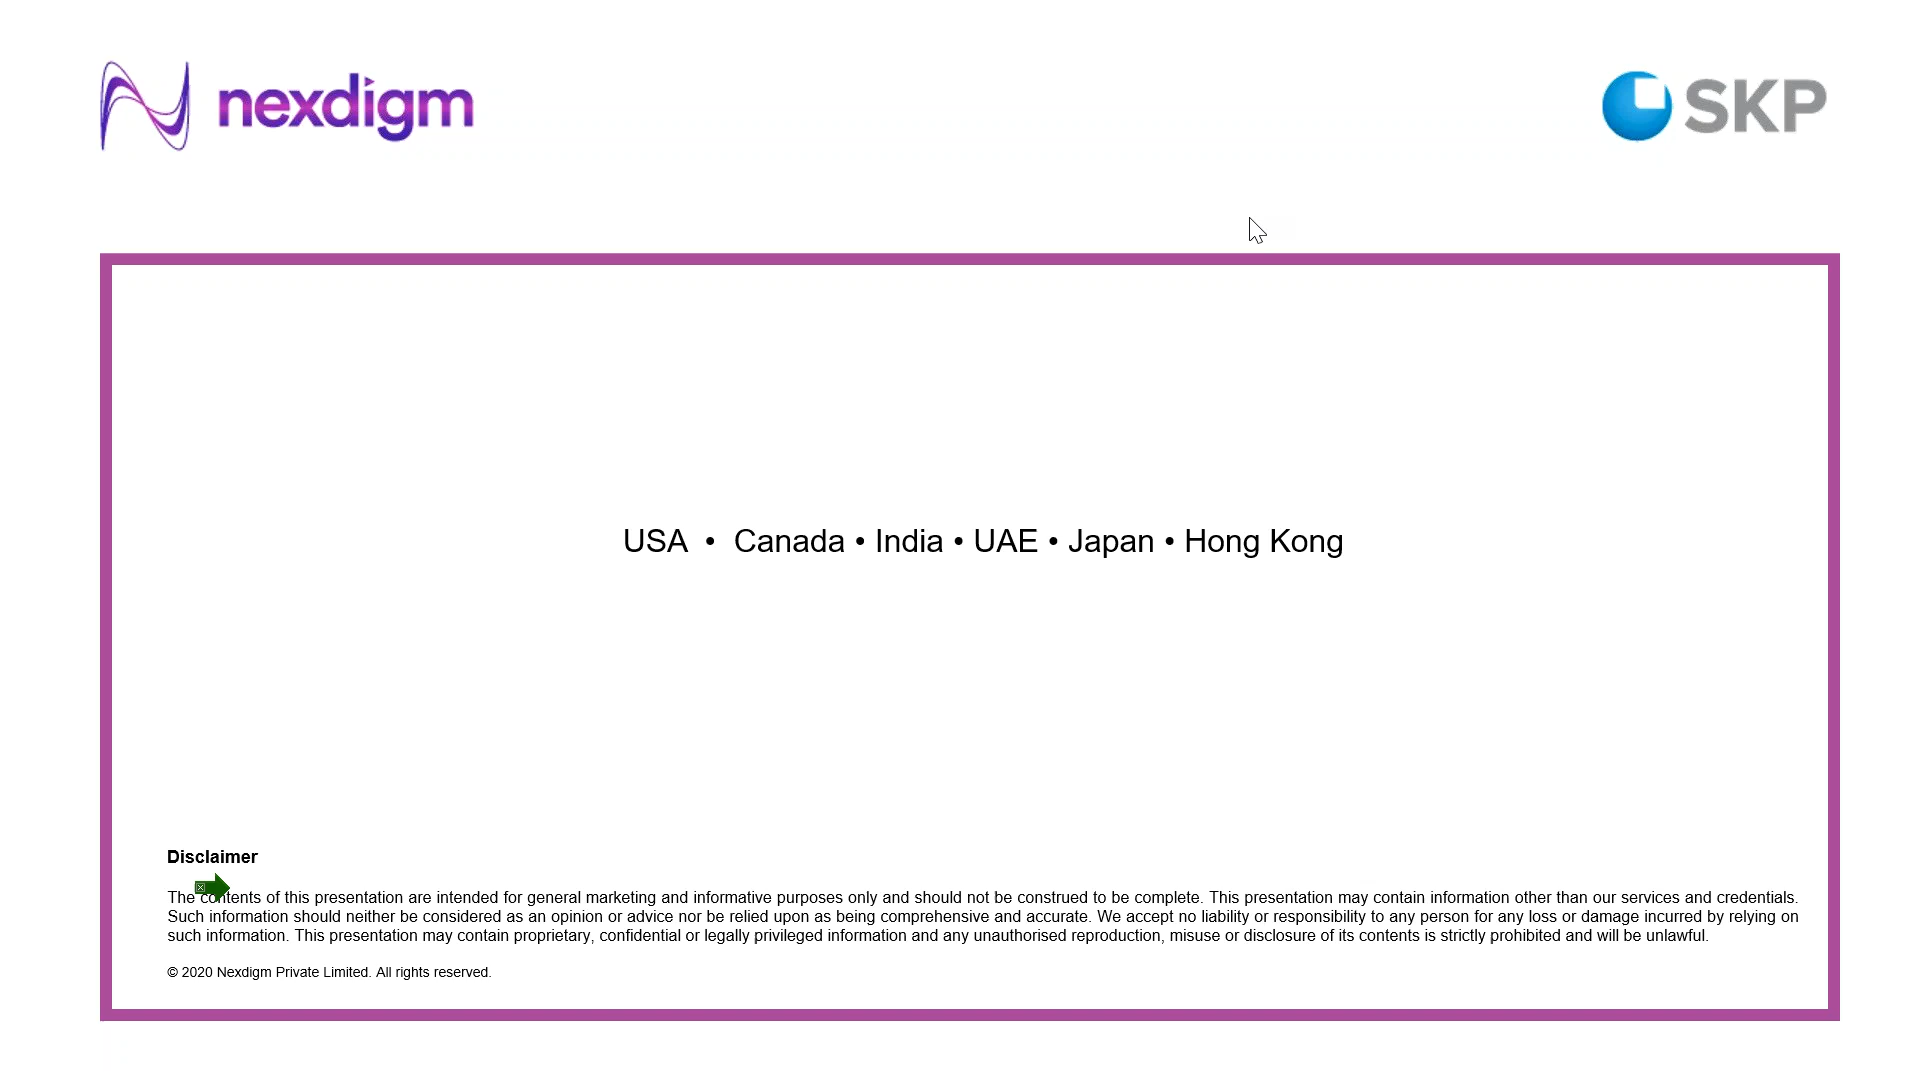 nexdigm
SKP
USA • Canada • India • UAE • Japan • Hong Kong
Disclaimer
The contents of this presentation are intended for general marketing and informative purposes only and should not be construed to be complete. This presentation may contain information other than our services and credentials.
Such information should neither be considered as an opinion or advice nor be relied upon as being comprehensive and accurate. We accept no liability or responsibility to any person for any loss or damage incurred by relying on
such information. This presentation may contain proprietary, confidential or legally privileged information and any unauthorised reproduction, misuse or disclosure of its contents is strictly prohibited and will be unlawful.
© 2020 Nexdigm Private Limited. All rights reserved.